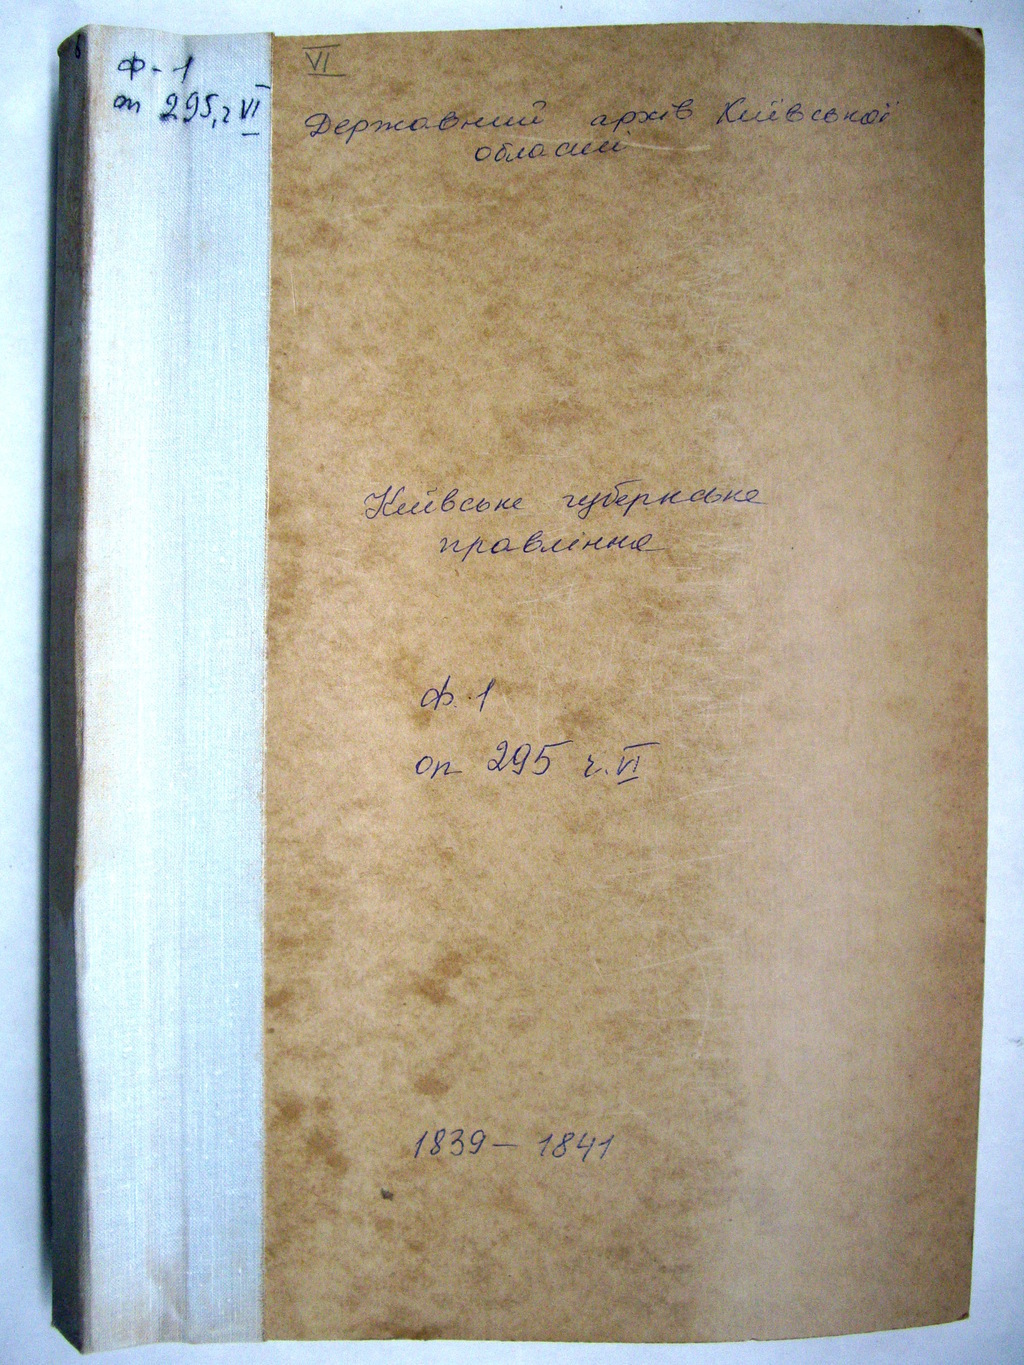 ф-1
оп 295, ч VI
VI
Державний архів Київської
області
Київське губернське
правління
ф. 1
оп 295 ч. VI
1839 – 1841